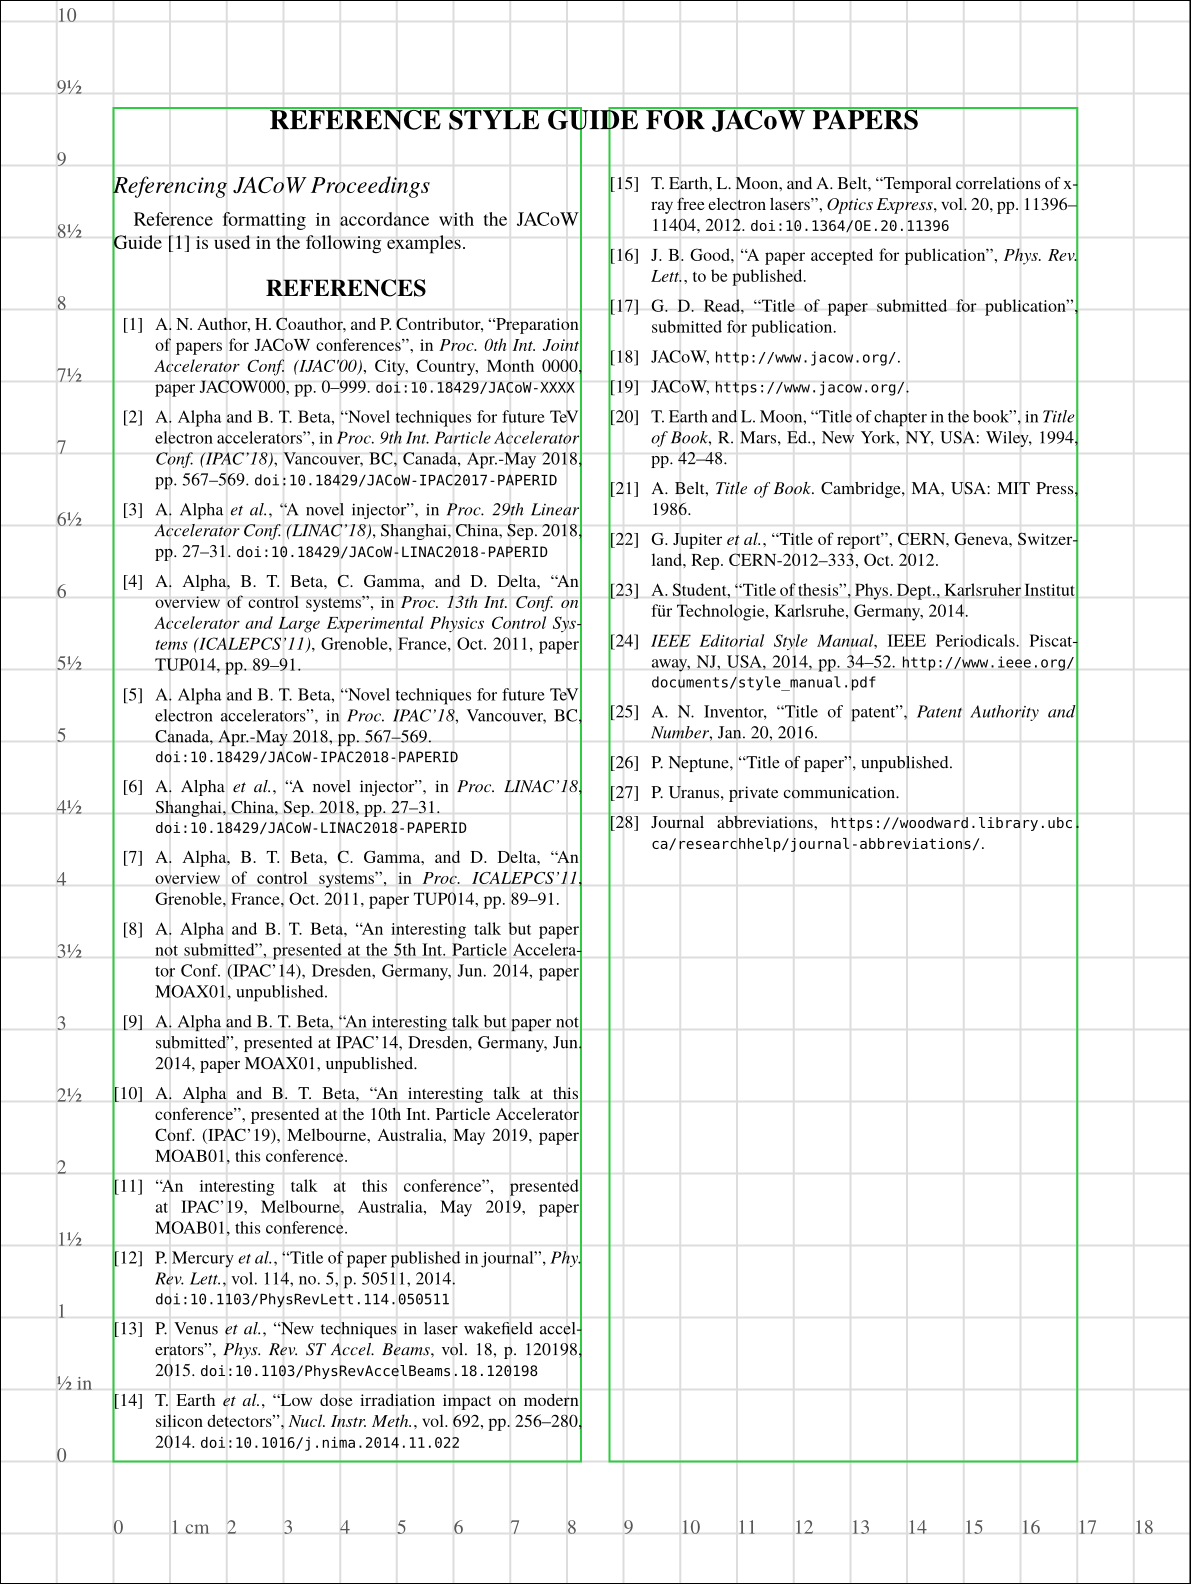 REFERENCE STYLE GUIDE FOR JACoW PAPERS
Referencing JACoW Proceedings
Reference formatting in accordance with the JACoW
Guide [1] is used in the following examples.
REFERENCES
[1] A. N. Author, H. Coauthor, and P. Contributor, “Preparation
of papers for JACoW conferences”, in Proc. 0th Int. Joint
Accelerator Conf. (IJAC'00), City, Country, Month 0000,
paper JACOW000, pp. 0–999. doi:10.18429/JACoW-XXXX
[2] A. Alpha and B. T. Beta, “Novel techniques for future TeV
electron accelerators”, in Proc. 9th Int. Particle Accelerator
Conf. (IPAC’18), Vancouver, BC, Canada, Apr.-May 2018,
pp. 567–569. doi:10.18429/JACoW-IPAC2017-PAPERID
[3] A. Alpha et al., “A novel injector”, in Proc. 29th Linear
Accelerator Conf. (LINAC’18), Shanghai, China, Sep. 2018,
pp. 27–31. doi:10.18429/JACoW-LINAC2018-PAPERID
[4] A. Alpha, B. T. Beta, C. Gamma, and D. Delta, “An
overview of control systems”, in Proc. 13th Int. Conf. on
Accelerator and Large Experimental Physics Control Sys-
tems (ICALEPCS’11), Grenoble, France, Oct. 2011, paper
TUP014, pp. 89–91.
[5] A. Alpha and B. T. Beta, “Novel techniques for future TeV
electron accelerators”, in Proc. IPAC’18, Vancouver, BC,
Canada, Apr.-May 2018, pp. 567–569.
doi:10.18429/JACoW-IPAC2018-PAPERID
[6] A. Alpha et al., “A novel injector”, in Proc. LINAC’18,
Shanghai, China, Sep. 2018, pp. 27–31.
doi:10.18429/JACoW-LINAC2018-PAPERID
[7] A. Alpha, B. T. Beta, C. Gamma, and D. Delta, “An
overview of control systems”, in Proc. ICALEPCS’11,
Grenoble, France, Oct. 2011, paper TUP014, pp. 89–91.
[8] A. Alpha and B. T. Beta, “An interesting talk but paper
not submitted”, presented at the 5th Int. Particle Accelera-
tor Conf. (IPAC’14), Dresden, Germany, Jun. 2014, paper
MOAX01, unpublished.
[9] A. Alpha and B. T. Beta, “An interesting talk but paper not
submitted”, presented at IPAC’14, Dresden, Germany, Jun.
2014, paper MOAX01, unpublished.
[10] A. Alpha and B. T. Beta, “An interesting talk at this
conference”, presented at the 10th Int. Particle Accelerator
Conf. (IPAC’19), Melbourne, Australia, May 2019, paper
MOAB01, this conference.
[11] “An interesting talk at this conference”, presented
at IPAC’19, Melbourne, Australia, May 2019, paper
MOAB01, this conference.
[12] P. Mercury et al., “Title of paper published in journal”, Phy.
Rev. Lett., vol. 114, no. 5, p. 50511, 2014.
doi:10.1103/PhysRevLett.114.050511
[13] P. Venus et al., “New techniques in laser wakefield accel-
erators”, Phys. Rev. ST Accel. Beams, vol. 18, p. 120198,
2015. doi:10.1103/PhysRevAccelBeams.18.120198
[14] T. Earth et al., “Low dose irradiation impact on modern
silicon detectors”, Nucl. Instr. Meth., vol. 692, pp. 256–280,
2014. doi:10.1016/j.nima.2014.11.022
[15] T. Earth, L. Moon, and A. Belt, “Temporal correlations of x-
ray free electron lasers”, Optics Express, vol. 20, pp. 11396–
11404, 2012. doi:10.1364/OE.20.11396
[16] J. B. Good, “A paper accepted for publication”, Phys. Rev.
Lett., to be published.
[17] G. D. Read, “Title of paper submitted for publication”,
submitted for publication.
[18] JACoW, http://www.jacow.org/.
[19] JACoW, https://www.jacow.org/.
[20] T. Earth and L. Moon, “Title of chapter in the book”, in Title
of Book, R. Mars, Ed., New York, NY, USA: Wiley, 1994,
pp. 42–48.
[21] A. Belt, Title of Book. Cambridge, MA, USA: MIT Press,
1986.
[22] G. Jupiter et al., “Title of report”, CERN, Geneva, Switzer-
land, Rep. CERN-2012–333, Oct. 2012.
[23] A. Student, “Title of thesis”, Phys. Dept., Karlsruher Institut
für Technologie, Karlsruhe, Germany, 2014.
[24] IEEE Editorial Style Manual, IEEE Periodicals. Piscat-
away, NJ, USA, 2014, pp. 34–52. http://www.ieee.org/
documents/style_manual.pdf
[25] A. N. Inventor, “Title of patent”, Patent Authority and
Number, Jan. 20, 2016.
[26] P. Neptune, “Title of paper”, unpublished.
[27] P. Uranus, private communication.
[28] Journal abbreviations, https://woodward.library.ubc.
ca/researchhelp/journal-abbreviations/.
10
9½
9
8½
8
7½
7
6½
6
5½
5
4½
4
3½
3
2½
2
1½
1
½ in
0
0 1 cm 2 3 4 5 6 7 8 9 10 11 12 13 14 15 16 17 18